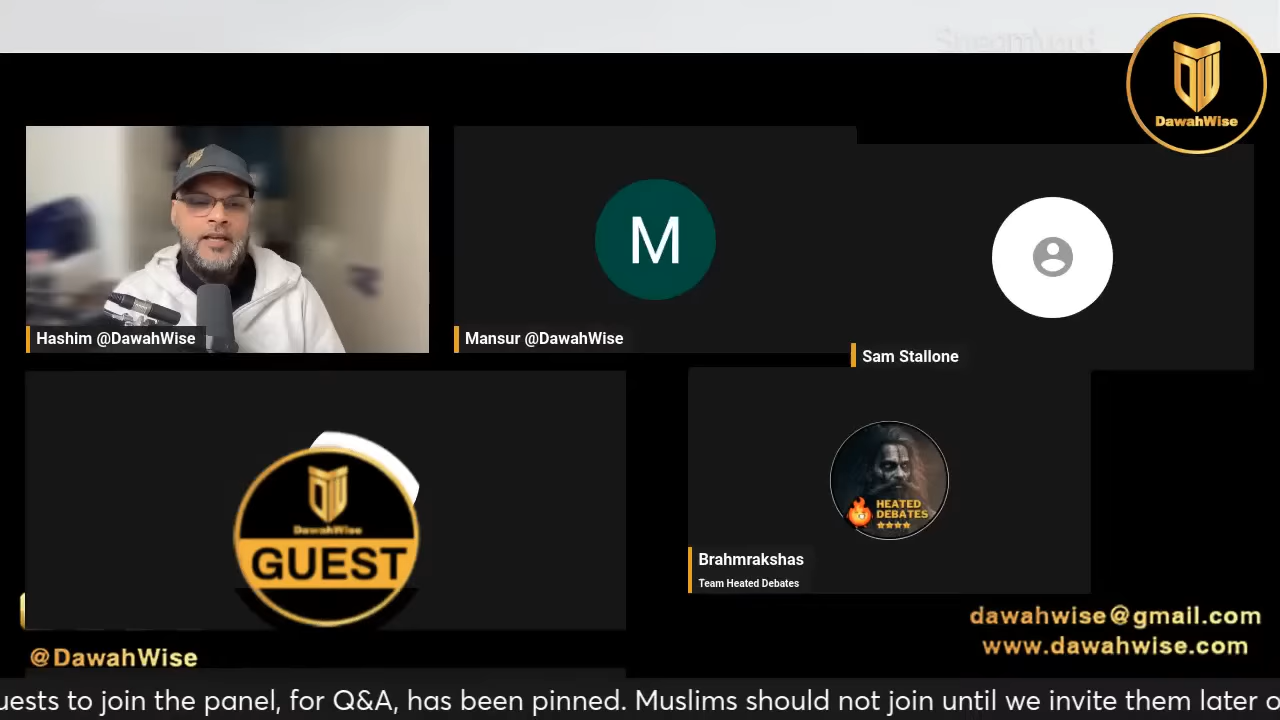 StreamYard
DawahWise
M
Hashim @DawahWise
Mansur @DawahWise
Sam Stallone
DawahWise
GUEST
HEATED
DEBATES
Brahmrakshas
Team Heated Debates
dawahwise@gmail.com
www.dawahwise.com
@DawahWise
uests to join the panel, for Q&A, has been pinned. Muslims should not join until we invite them later o